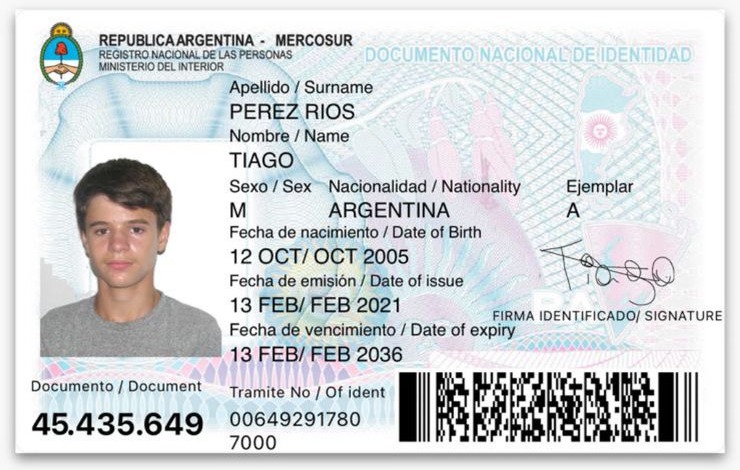 REPUBLICA ARGENTINA - MERCOSUR
REGISTRO NACIONAL DE LAS PERSONAS
MINISTERIO DEL INTERIOR
DOCUMENTO NACIONAL DE IDENTIDAD
Apellido / Surname
PEREZ RIOS
Nombre / Name
TIAGO
Sexo / Sex Nacionalidad / Nationality Ejemplar
M ARGENTINA A
Fecha de nacimiento / Date of Birth
12 OCT/ OCT 2005
Fecha de emisión / Date of issue
13 FEB/ FEB 2021
Tiago
FIRMA IDENTIFICADO/ SIGNATURE
Fecha de vencimiento / Date of expiry
13 FEB/ FEB 2036
Documento / Document
45.435.649
Tramite No / Of ident
00649291780
7000